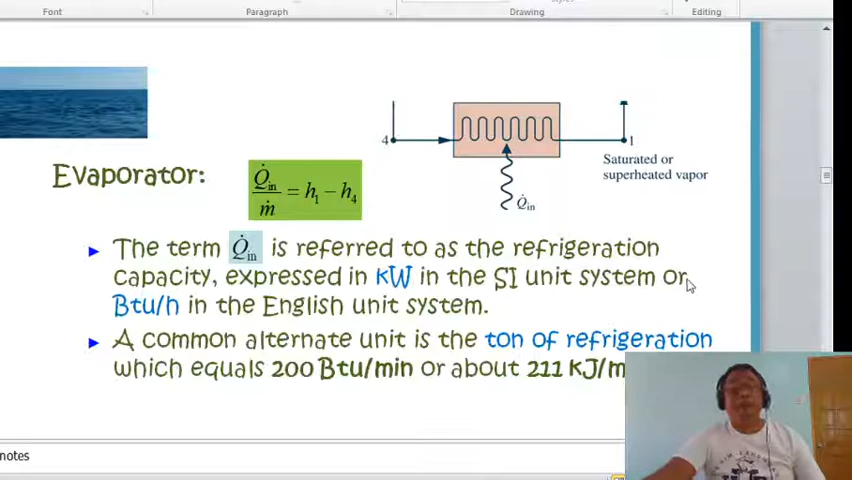 Font
Paragraph
Drawing
Editing
4
1
Saturated or
superheated vapor
Q̇in
Evaporator:
Q̇in / ṁ = h1 − h4
► The term Q̇in is referred to as the refrigeration
capacity, expressed in kW in the SI unit system or
Btu/h in the English unit system.
► A common alternate unit is the ton of refrigeration
which equals 200 Btu/min or about 211 KJ/m
notes